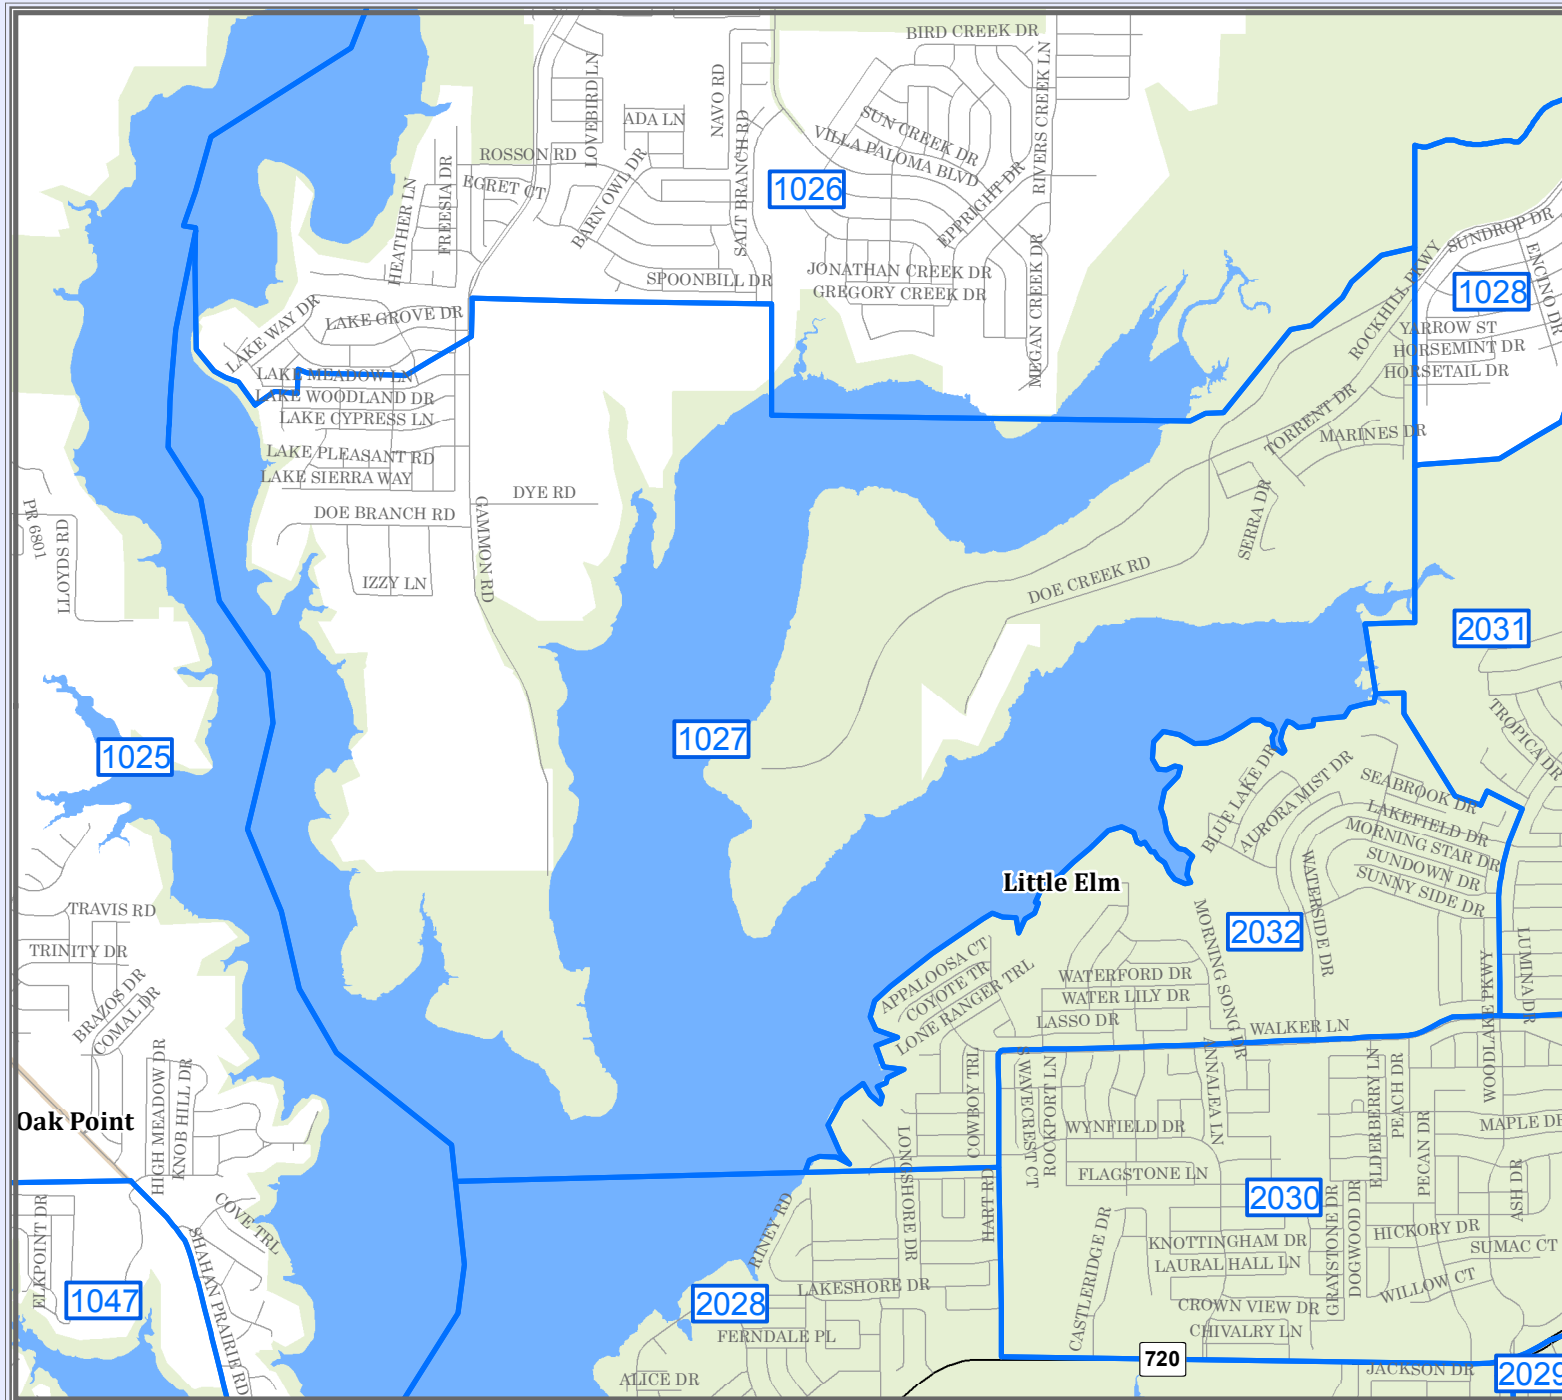 BIRD CREEK DR
LOVEBIRD LN
NAVO RD
RIVERS CREEK LN
ADA LN
SALT BRANCH RD
SUN CREEK DR
VILLA PALOMA BLVD
ROSSON RD
EGRET CT
BARN OWL DR
1026
EPPRIGHT DR
HEATHER LN
FREESIA DR
SPOONBILL DR
JONATHAN CREEK DR
GREGORY CREEK DR
MEGAN CREEK DR
SUNDROP DR
ENCINO DR
ROCKHILL PKWY
1028
YARROW ST
HORSEMINT DR
HORSETAIL DR
LAKE WAY DR
LAKE GROVE DR
LAKE MEADOW LN
LAKE WOODLAND DR
LAKE CYPRESS LN
LAKE PLEASANT RD
LAKE SIERRA WAY
TORRENT DR
MARINES DR
DYE RD
DOE BRANCH RD
GAMMON RD
IZZY LN
PR 6801
LLOYDS RD
SERRA DR
DOE CREEK RD
2031
1025
1027
TROPICA DR
BLUE LAKE DR
AURORA MIST DR
SEABROOK DR
LAKEFIELD DR
MORNING STAR DR
SUNDOWN DR
SUNNY SIDE DR
WATERSIDE DR
Little Elm
2032
MORNING SONG DR
LUMINA DR
WOODLAKE PKWY
TRAVIS RD
TRINITY DR
BRAZOS DR
COMAL DR
APPALOOSA CT
COYOTE TR
LONE RANGER TRL
WATERFORD DR
WATER LILY DR
LASSO DR
WALKER LN
HIGH MEADOW DR
KNOB HILL DR
Oak Point
COWBOY TRL
S WAVECREST CT
ROCKPORT LN
ANNALEA LN
ELDERBERRY LN
PEACH DR
PECAN DR
MAPLE DR
WYNFIELD DR
FLAGSTONE LN
LONGSHORE DR
HART RD
2030
GRAYSTONE DR
DOGWOOD DR
ASH DR
HICKORY DR
SUMAC CT
WILLOW CT
COVE TRL
SHAHAN PRAIRIE RD
ELKPOINT DR
1047
RINEY RD
LAKESHORE DR
2028
FERNDALE PL
ALICE DR
CASTLERIDGE DR
KNOTTINGHAM DR
LAURAL HALL LN
CROWN VIEW DR
CHIVALRY LN
720
JACKSON DR
2029